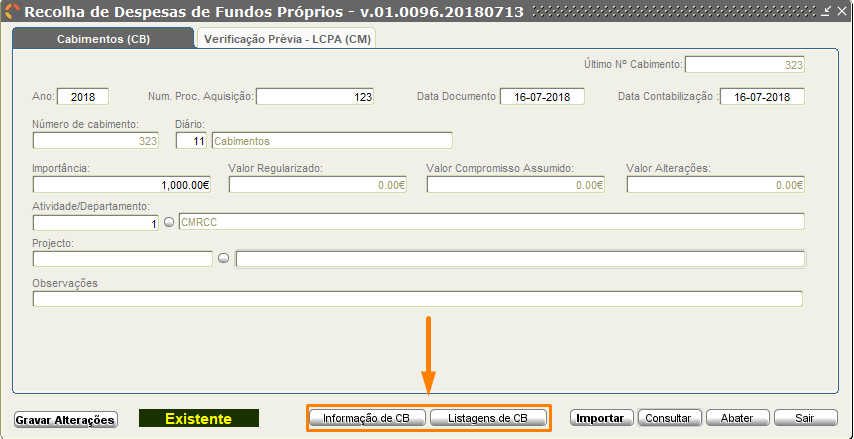 Recolha de Despesas de Fundos Próprios - v.01.0096.20180713
Cabimentos (CB) Verificação Prévia - LCPA (CM)
Último Nº Cabimento: 323
Ano: 2018 Num. Proc. Aquisição: 123 Data Documento 16-07-2018 Data Contabilização : 16-07-2018
Número de cabimento: Diário:
323 11 Cabimentos
Importância: Valor Regularizado: Valor Compromisso Assumido: Valor Alterações:
1,000.00€ 0.00€ 0.00€ 0.00€
Atividade/Departamento:
1 CMRCC
Projecto:
Observações
Gravar Alterações Existente Informação de CB Listagens de CB Importar Consultar Abater Sair